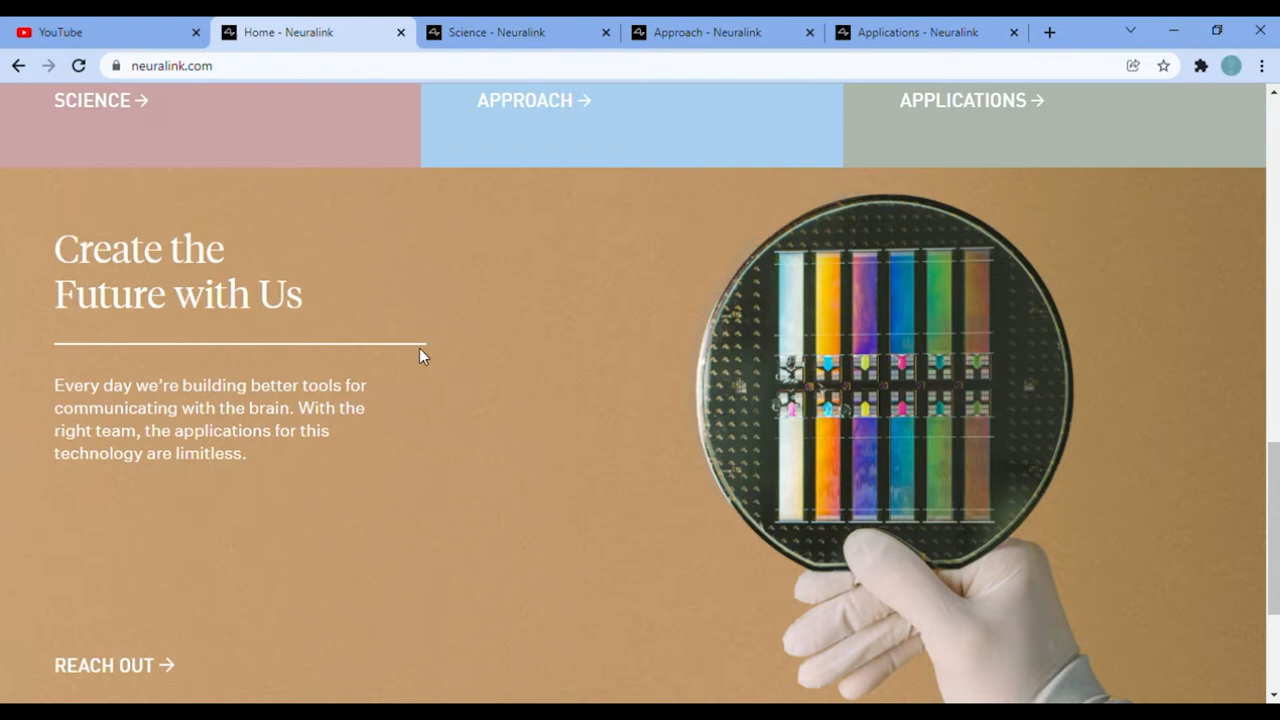 YouTube
Home - Neuralink
Science - Neuralink
Approach - Neuralink
Applications - Neuralink
neuralink.com
SCIENCE →
APPROACH →
APPLICATIONS →
Create the
Future with Us
Every day we’re building better tools for
communicating with the brain. With the
right team, the applications for this
technology are limitless.
REACH OUT →